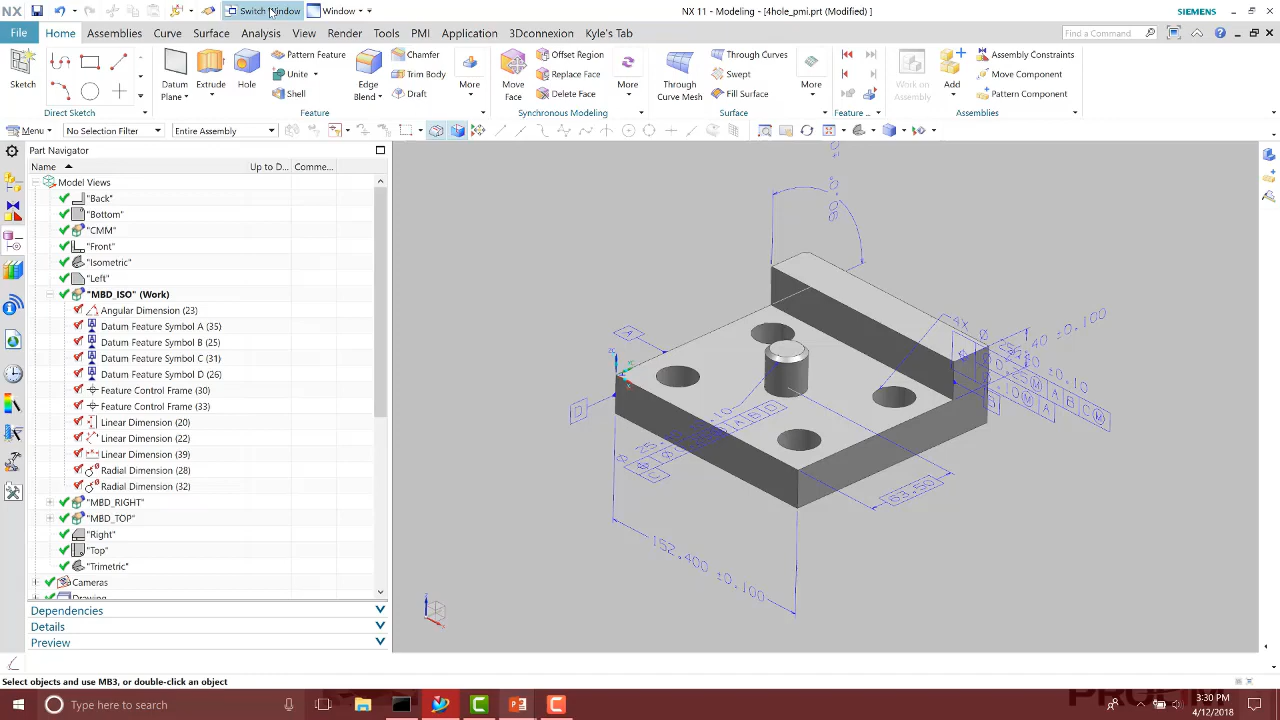 NX Switch Window Window NX 11 - Modeling - [4hole_pmi.prt (Modified) ] SIEMENS
File Home Assemblies Curve Surface Analysis View Render Tools PMI Application 3Dconnexion Kyle's Tab Find a Command
Sketch Datum Plane Extrude Hole Pattern Feature Unite Shell Edge Blend Chamfer Trim Body Draft More Move Face Offset Region Replace Face Delete Face More Through Curve Mesh Through Curves Swept Fill Surface More Work on Assembly Add Assembly Constraints Move Component Pattern Component
Direct Sketch Feature Synchronous Modeling Surface Feature .. Assemblies
Menu No Selection Filter Entire Assembly
Part Navigator
Name Up to D... Comme...
Model Views
"Back"
"Bottom"
"CMM"
"Front"
"Isometric"
"Left"
"MBD_ISO" (Work)
Angular Dimension (23)
Datum Feature Symbol A (35)
Datum Feature Symbol B (25)
Datum Feature Symbol C (31)
Datum Feature Symbol D (26)
Feature Control Frame (30)
Feature Control Frame (33)
Linear Dimension (20)
Linear Dimension (22)
Linear Dimension (39)
Radial Dimension (28)
Radial Dimension (32)
"MBD_RIGHT"
"MBD_TOP"
"Right"
"Top"
"Trimetric"
Cameras
Drawing
Dependencies
Details
Preview
A
D
4X
40 ±0.100
A B C M
83.50
152.400 ±0.100
Select objects and use MB3, or double-click an object
Type here to search
3:30 PM
4/12/2018